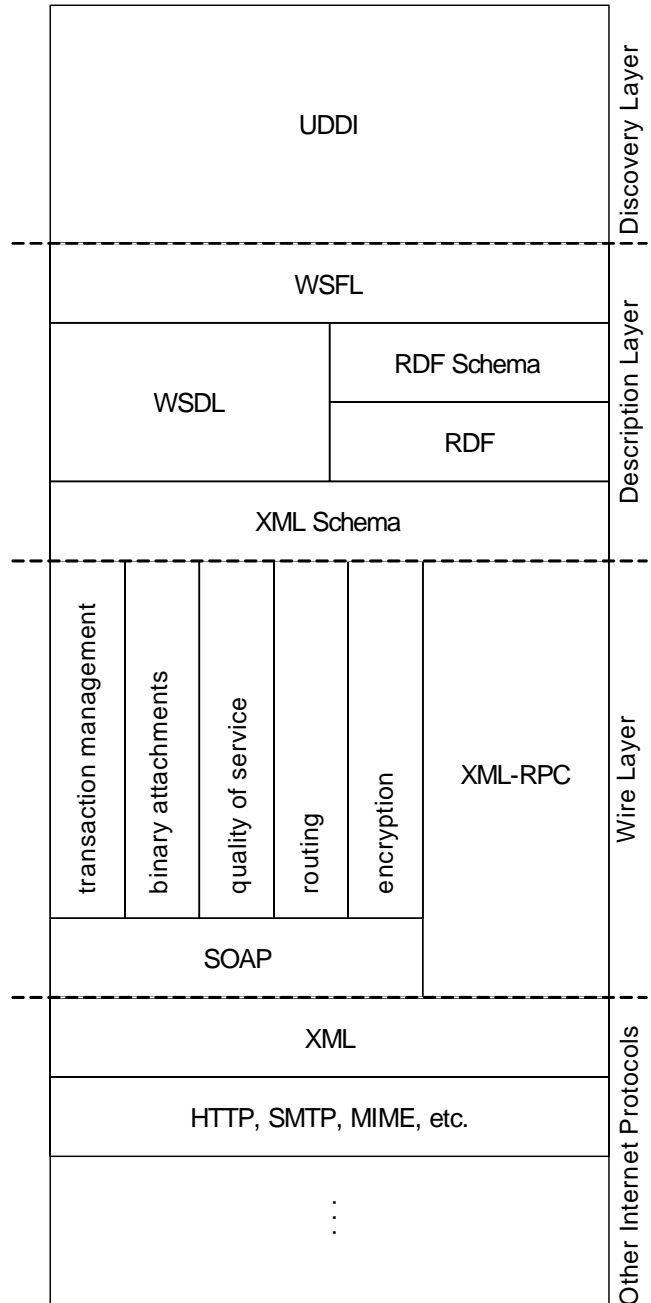 UDDI
Discovery Layer
WSFL
WSDL
RDF Schema
RDF
XML Schema
Description Layer
transaction management
binary attachments
quality of service
routing
encryption
XML-RPC
SOAP
Wire Layer
XML
HTTP, SMTP, MIME, etc.
...
Other Internet Protocols